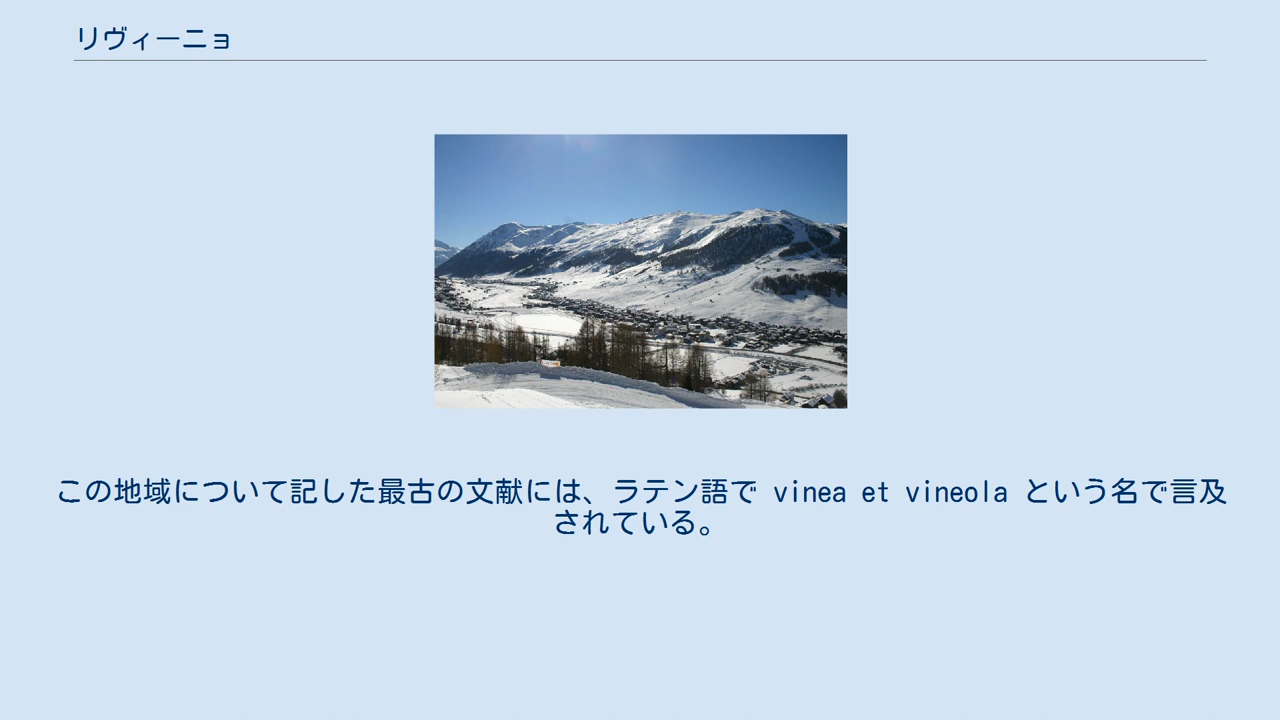 リヴィーニョ
この地域について記した最古の文献には、ラテン語で vinea et vineola という名で言及
されている。